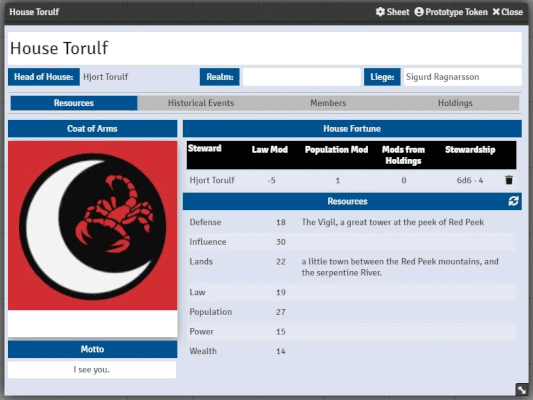 House Torulf Sheet Prototype Token Close
House Torulf
Head of House: Hjort Torulf Realm: Liege: Sigurd Ragnarsson
Resources Historical Events Members Holdings
Coat of Arms House Fortune
Steward Law Mod Population Mod Mods from Holdings Stewardship
Hjort Torulf -5 1 0 6d6 - 4
Resources
Defense 18 The Vigil, a great tower at the peek of Red Peek
Influence 30
Lands 22 a little town between the Red Peek mountains, and
the serpentine River.
Law 19
Population 27
Power 15
Wealth 14
Motto
I see you.